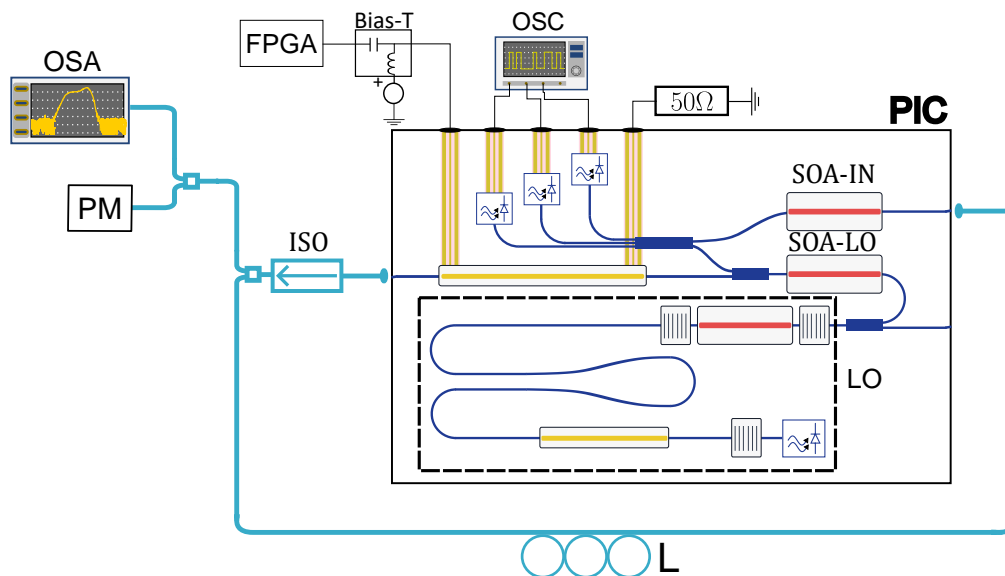 Bias-T
OSC
FPGA
OSA
+
50Ω
PIC
SOA-IN
PM
ISO
SOA-LO
LO
L